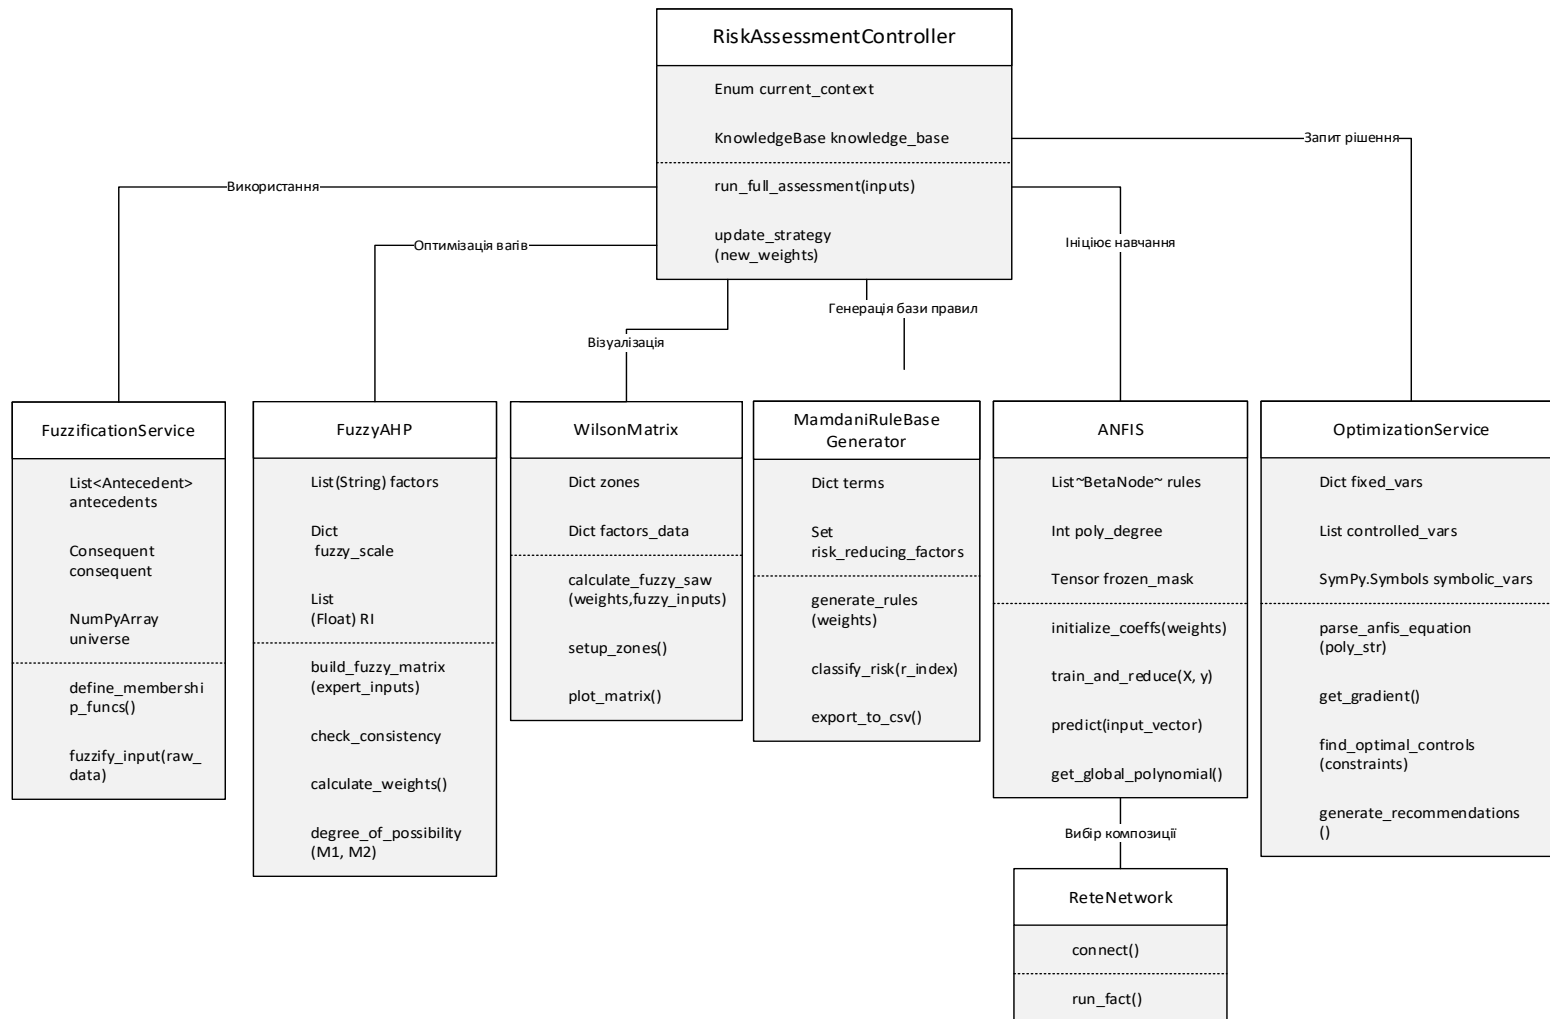 RiskAssessmentController
Enum current_context
KnowledgeBase knowledge_base
run_full_assessment(inputs)
update_strategy
(new_weights)
Використання
Оптимізація вагів
Візуалізація
Генерація бази правил
Ініціює навчання
Запит рішення
FuzzificationService
List<Antecedent>
antecedents
Consequent
consequent
NumPyArray
universe
define_membershi
p_funcs()
fuzzify_input(raw_
data)
FuzzyAHP
List(String) factors
Dict
fuzzy_scale
List
(Float) RI
build_fuzzy_matrix
(expert_inputs)
check_consistency
calculate_weights()
degree_of_possibility
(M1, M2)
WilsonMatrix
Dict zones
Dict factors_data
calculate_fuzzy_saw
(weights,fuzzy_inputs)
setup_zones()
plot_matrix()
MamdaniRuleBase
Generator
Dict terms
Set
risk_reducing_factors
generate_rules
(weights)
classify_risk(r_index)
export_to_csv()
ANFIS
List~BetaNode~ rules
Int poly_degree
Tensor frozen_mask
initialize_coeffs(weights)
train_and_reduce(X, y)
predict(input_vector)
get_global_polynomial()
OptimizationService
Dict fixed_vars
List controlled_vars
SymPy.Symbols symbolic_vars
parse_anfis_equation
(poly_str)
get_gradient()
find_optimal_controls
(constraints)
generate_recommendations
()
Вибір композиції
ReteNetwork
connect()
run_fact()